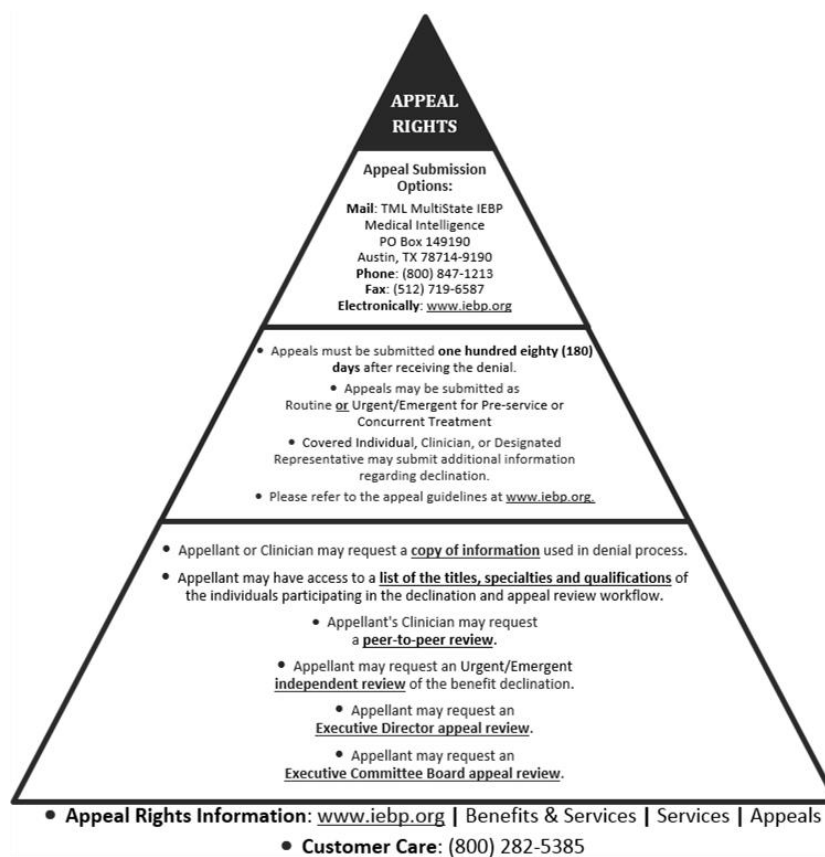 APPEAL
RIGHTS
Appeal Submission
Options:
Mail: TML MultiState IEBP
Medical Intelligence
PO Box 149190
Austin, TX 78714-9190
Phone: (800) 847-1213
Fax: (512) 719-6587
Electronically: www.iebp.org
• Appeals must be submitted one hundred eighty (180)
days after receiving the denial.
• Appeals may be submitted as
Routine or Urgent/Emergent for Pre-service or
Concurrent Treatment
• Covered Individual, Clinician, or Designated
Representative may submit additional information
regarding declination.
• Please refer to the appeal guidelines at www.iebp.org.
• Appellant or Clinician may request a copy of information used in denial process.
• Appellant may have access to a list of the titles, specialties and qualifications of
the individuals participating in the declination and appeal review workflow.
• Appellant's Clinician may request
a peer-to-peer review.
• Appellant may request an Urgent/Emergent
independent review of the benefit declination.
• Appellant may request an
Executive Director appeal review.
• Appellant may request an
Executive Committee Board appeal review.
• Appeal Rights Information: www.iebp.org | Benefits & Services | Services | Appeals
• Customer Care: (800) 282-5385